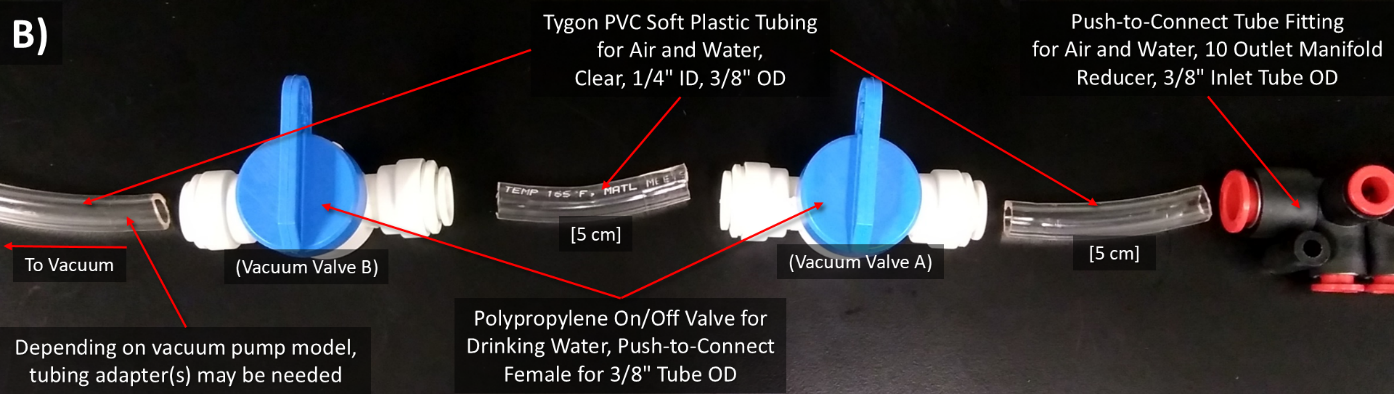 B)
Tygon PVC Soft Plastic Tubing
for Air and Water,
Clear, 1/4" ID, 3/8" OD
Push-to-Connect Tube Fitting
for Air and Water, 10 Outlet Manifold
Reducer, 3/8" Inlet Tube OD
TEMP 165°F, MATL
[5 cm]
[5 cm]
To Vacuum
(Vacuum Valve B)
(Vacuum Valve A)
Depending on vacuum pump model,
tubing adapter(s) may be needed
Polypropylene On/Off Valve for
Drinking Water, Push-to-Connect
Female for 3/8" Tube OD